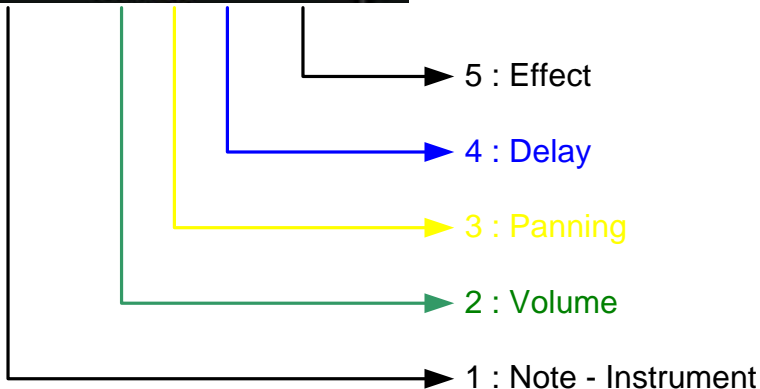 5 : Effect
4 : Delay
3 : Panning
2 : Volume
1 : Note - Instrument